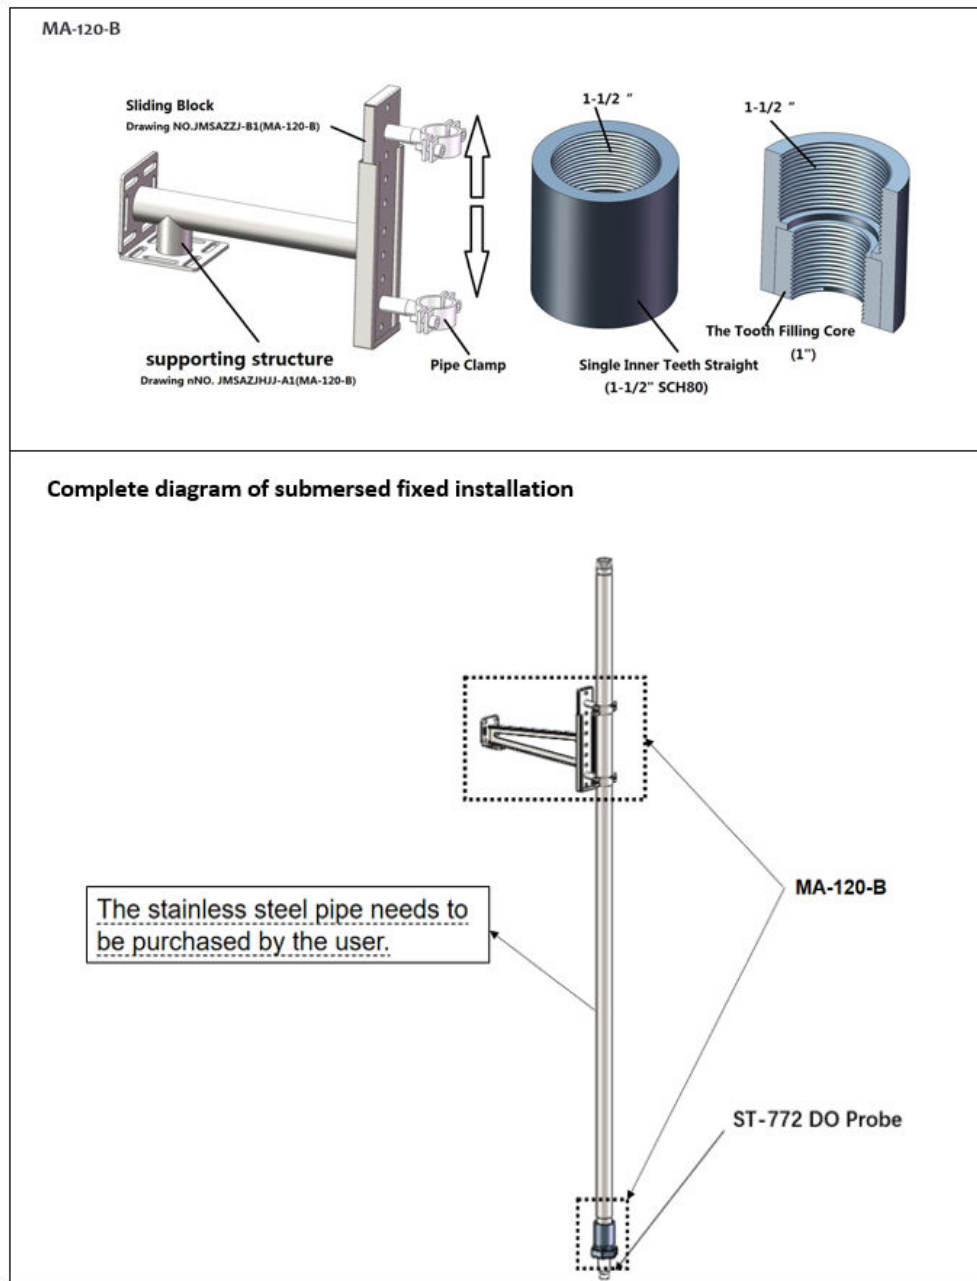 MA-120-B
Sliding Block
Drawing NO.JMSAZZJ-B1(MA-120-B)
1-1/2 "
1-1/2 "
supporting structure
Drawing nNO. JMSAZJHJJ-A1(MA-120-B)
Pipe Clamp
Single Inner Teeth Straight
(1-1/2" SCH80)
The Tooth Filling Core
(1")
Complete diagram of submersed fixed installation
MA-120-B
The stainless steel pipe needs to
be purchased by the user.
ST-772 DO Probe